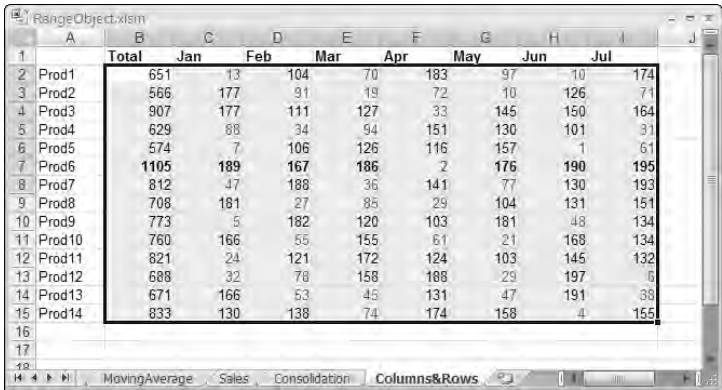 RangeObject.xlsm
A B C D E F G H I J
1 Total Jan Feb Mar Apr May Jun Jul
2 Prod1 651 13 104 70 183 97 10 174
3 Prod2 566 177 91 19 72 10 126 71
4 Prod3 907 177 111 127 33 145 150 164
5 Prod4 629 88 34 94 151 130 101 31
6 Prod5 574 7 106 126 116 157 1 61
7 Prod6 1105 189 167 186 2 176 190 195
8 Prod7 812 47 188 36 141 77 130 193
9 Prod8 708 181 27 85 29 104 131 151
10 Prod9 773 5 182 120 103 181 48 134
11 Prod10 760 166 55 155 61 21 168 134
12 Prod11 821 24 121 172 124 103 145 132
13 Prod12 688 32 78 158 188 29 197 6
14 Prod13 671 166 53 45 131 47 191 38
15 Prod14 833 130 138 74 174 158 4 155
16
17
18
MovingAverage Sales Consolidation Columns&Rows